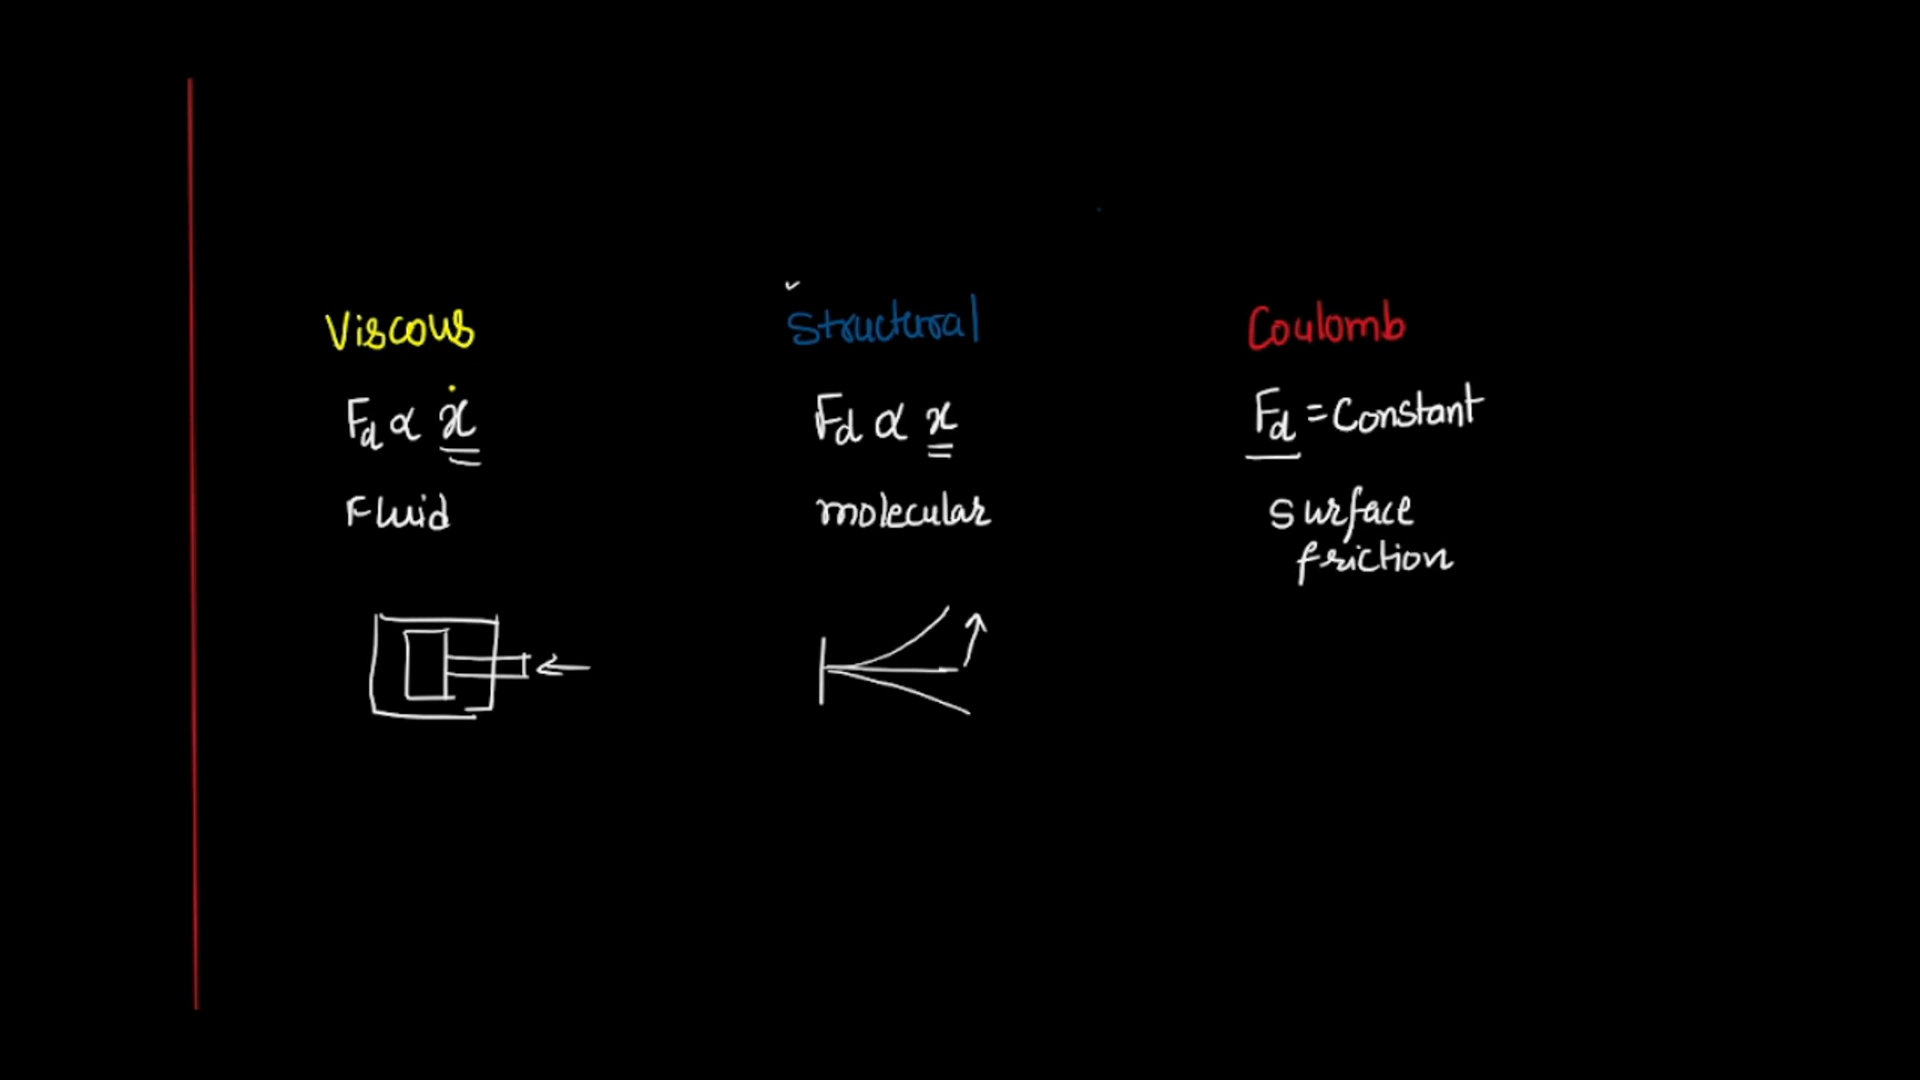 Viscous
Structural
Coulomb
Fd ∝ ẋ
Fd ∝ x
Fd = Constant
Fluid
molecular
surface
friction